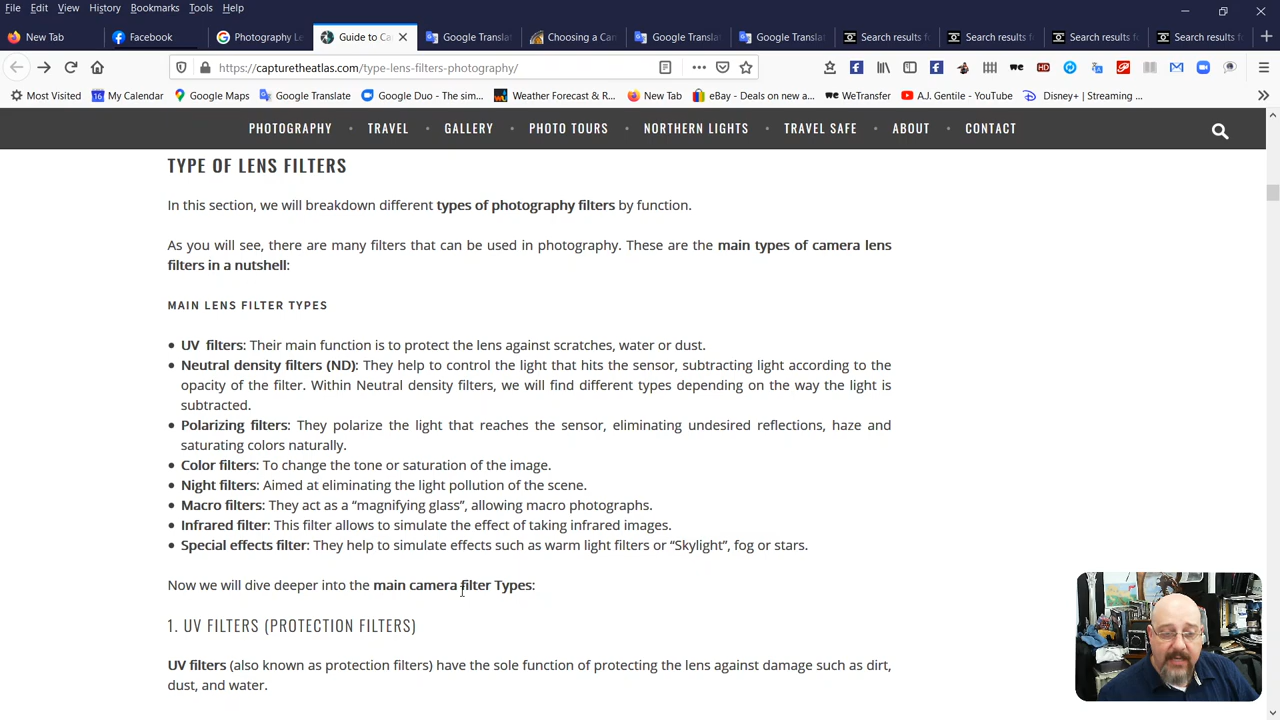 File Edit View History Bookmarks Tools Help
New Tab Facebook Photography Le Guide to Ca Google Transla Choosing a Can Google Transla Google Transla Search results f Search results f Search results f Search results f
https://capturetheatlas.com/type-lens-filters-photography/
Most Visited My Calendar Google Maps Google Translate Google Duo - The sim... Weather Forecast & R... New Tab eBay - Deals on new a... WeTransfer A.J. Gentile - YouTube Disney+ | Streaming ...
PHOTOGRAPHY • TRAVEL • GALLERY • PHOTO TOURS • NORTHERN LIGHTS • TRAVEL SAFE • ABOUT • CONTACT
TYPE OF LENS FILTERS
In this section, we will breakdown different types of photography filters by function.
As you will see, there are many filters that can be used in photography. These are the main types of camera lens
filters in a nutshell:
MAIN LENS FILTER TYPES
• UV filters: Their main function is to protect the lens against scratches, water or dust.
• Neutral density filters (ND): They help to control the light that hits the sensor, subtracting light according to the
opacity of the filter. Within Neutral density filters, we will find different types depending on the way the light is
subtracted.
• Polarizing filters: They polarize the light that reaches the sensor, eliminating undesired reflections, haze and
saturating colors naturally.
• Color filters: To change the tone or saturation of the image.
• Night filters: Aimed at eliminating the light pollution of the scene.
• Macro filters: They act as a “magnifying glass”, allowing macro photographs.
• Infrared filter: This filter allows to simulate the effect of taking infrared images.
• Special effects filter: They help to simulate effects such as warm light filters or “Skylight”, fog or stars.
Now we will dive deeper into the main camera filter Types:
1. UV FILTERS (PROTECTION FILTERS)
UV filters (also known as protection filters) have the sole function of protecting the lens against damage such as dirt,
dust, and water.